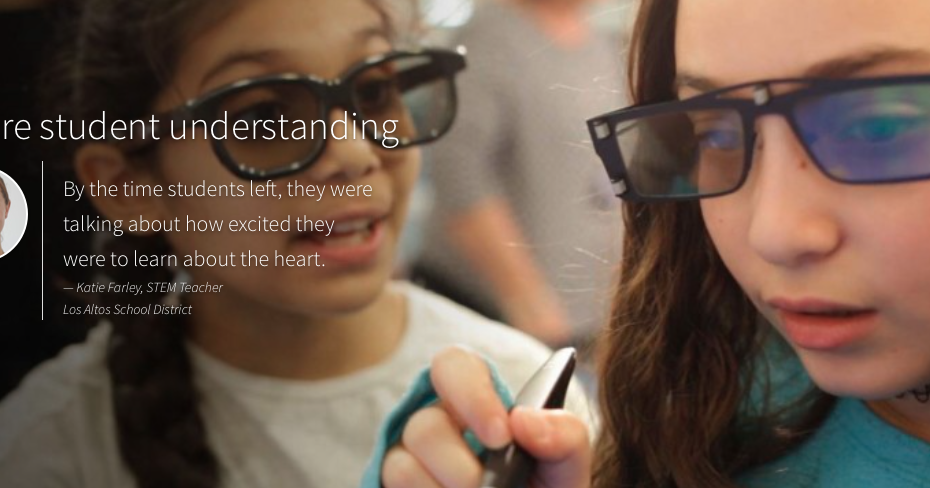 re student understanding
By the time students left, they were
talking about how excited they
were to learn about the heart.
— Katie Farley, STEM Teacher
Los Altos School District